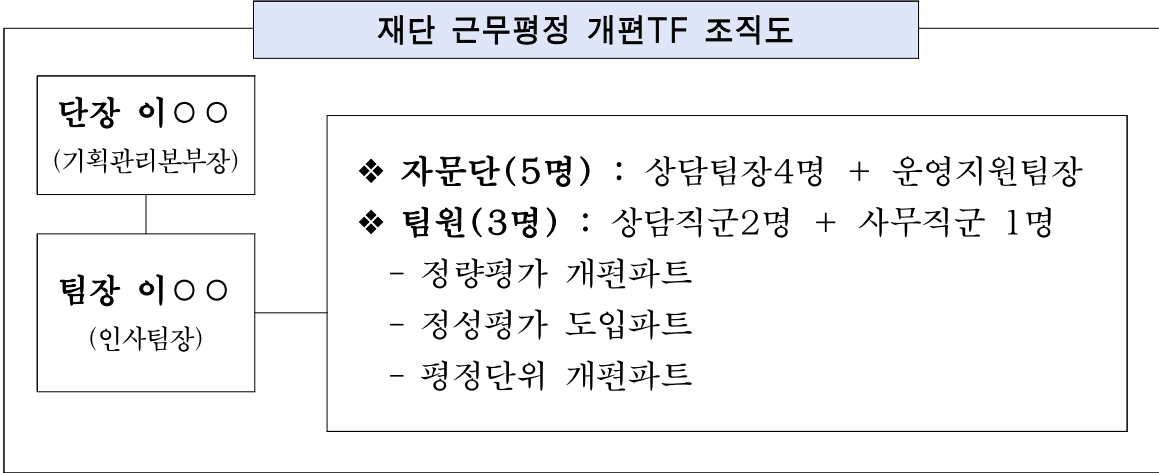 재단 근무평정 개편TF 조직도
단장 이○○
(기획관리본부장)
팀장 이○○
(인사팀장)
❖ 자문단(5명) : 상담팀장4명 + 운영지원팀장
❖ 팀원(3명) : 상담직군2명 + 사무직군 1명
- 정량평가 개편파트
- 정성평가 도입파트
- 평정단위 개편파트